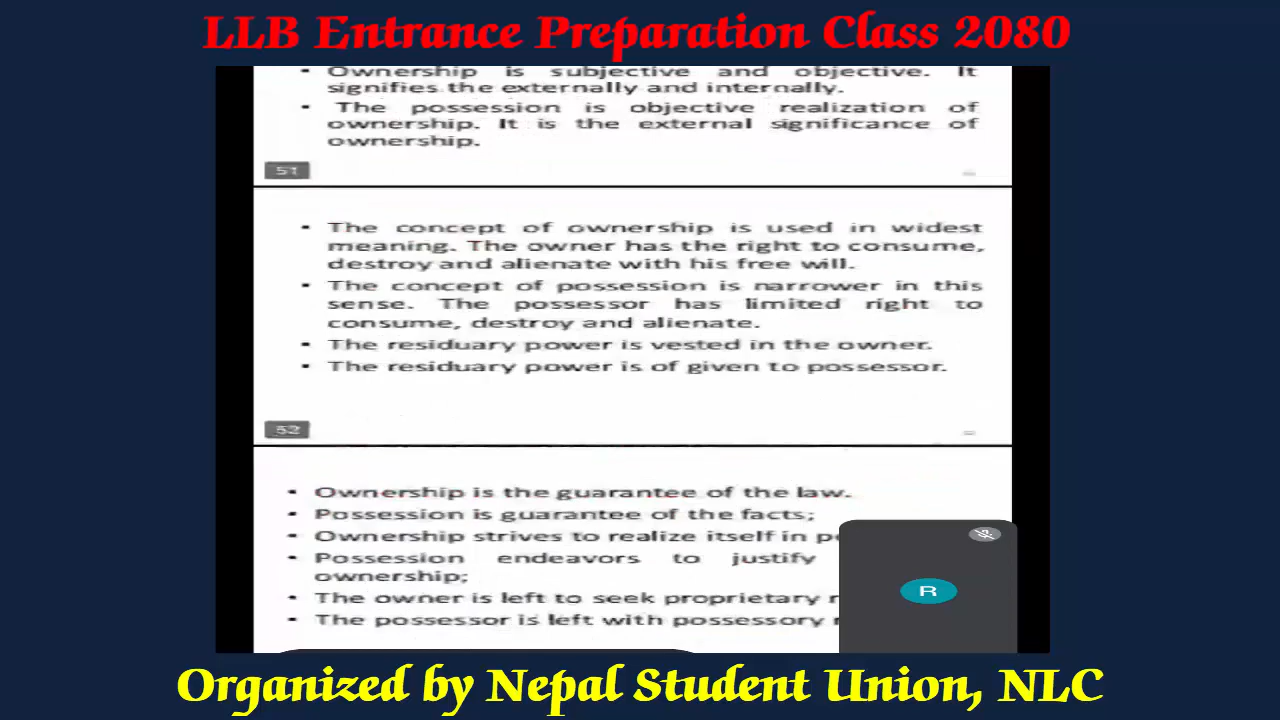 LLB Entrance Preparation Class 2080
• Ownership is subjective and objective. It
signifies the externally and internally.
• The possession is objective realization of
ownership. It is the external significance of
ownership.
51
• The concept of ownership is used in widest
meaning. The owner has the right to consume,
destroy and alienate with his free will.
• The concept of possession is narrower in this
sense. The possessor has limited right to
consume, destroy and alienate.
• The residuary power is vested in the owner.
• The residuary power is of given to possessor.
52
• Ownership is the guarantee of the law.
• Possession is guarantee of the facts;
• Ownership strives to realize itself in
• Possession endeavors to justify
ownership;
• The owner is left to seek proprietary
• The possessor is left with possessory
R
Organized by Nepal Student Union, NLC